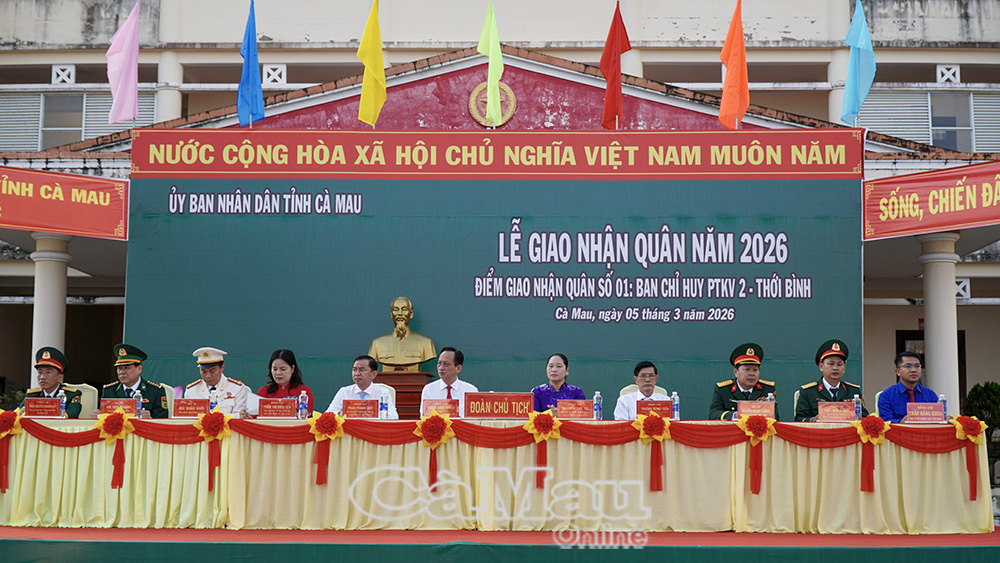 NƯỚC CỘNG HÒA XÃ HỘI CHỦ NGHĨA VIỆT NAM MUÔN NĂM
TỈNH CÀ MAU
SỐNG, CHIẾN ĐẤ
ỦY BAN NHÂN DÂN TỈNH CÀ MAU
LỄ GIAO NHẬN QUÂN NĂM 2026
ĐIỂM GIAO NHẬN QUÂN SỐ 01: BAN CHỈ HUY PTKV 2 - THỚI BÌNH
Cà Mau, ngày 05 tháng 3 năm 2026
ĐOÀN CHỦ TỊCH
CàMau
Online